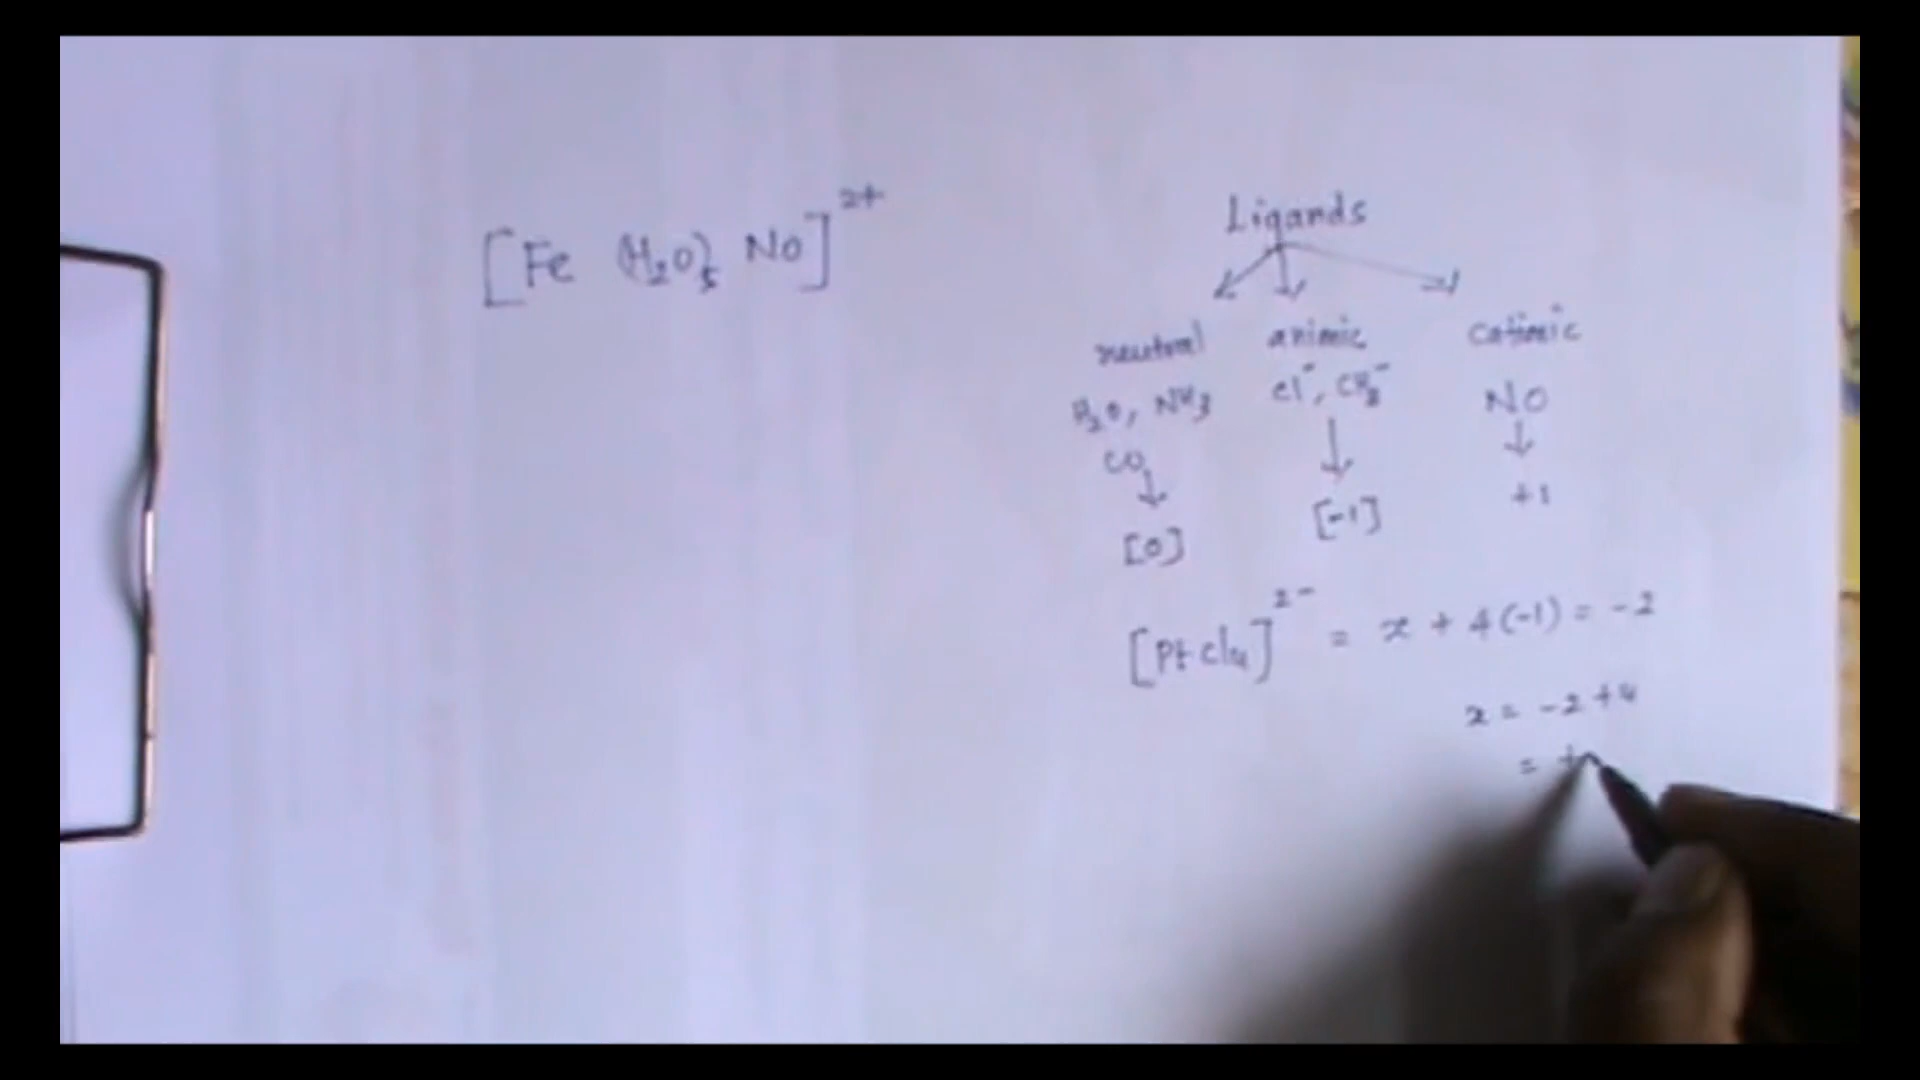 [Fe (H2O)5 NO]2+
Ligands
neutral anionic cationic
H2O, NH3 Cl-, CH3- NO
CO +1
[0] [-1]
[PtCl4]2- = x + 4(-1) = -2
x = -2 +4
= +